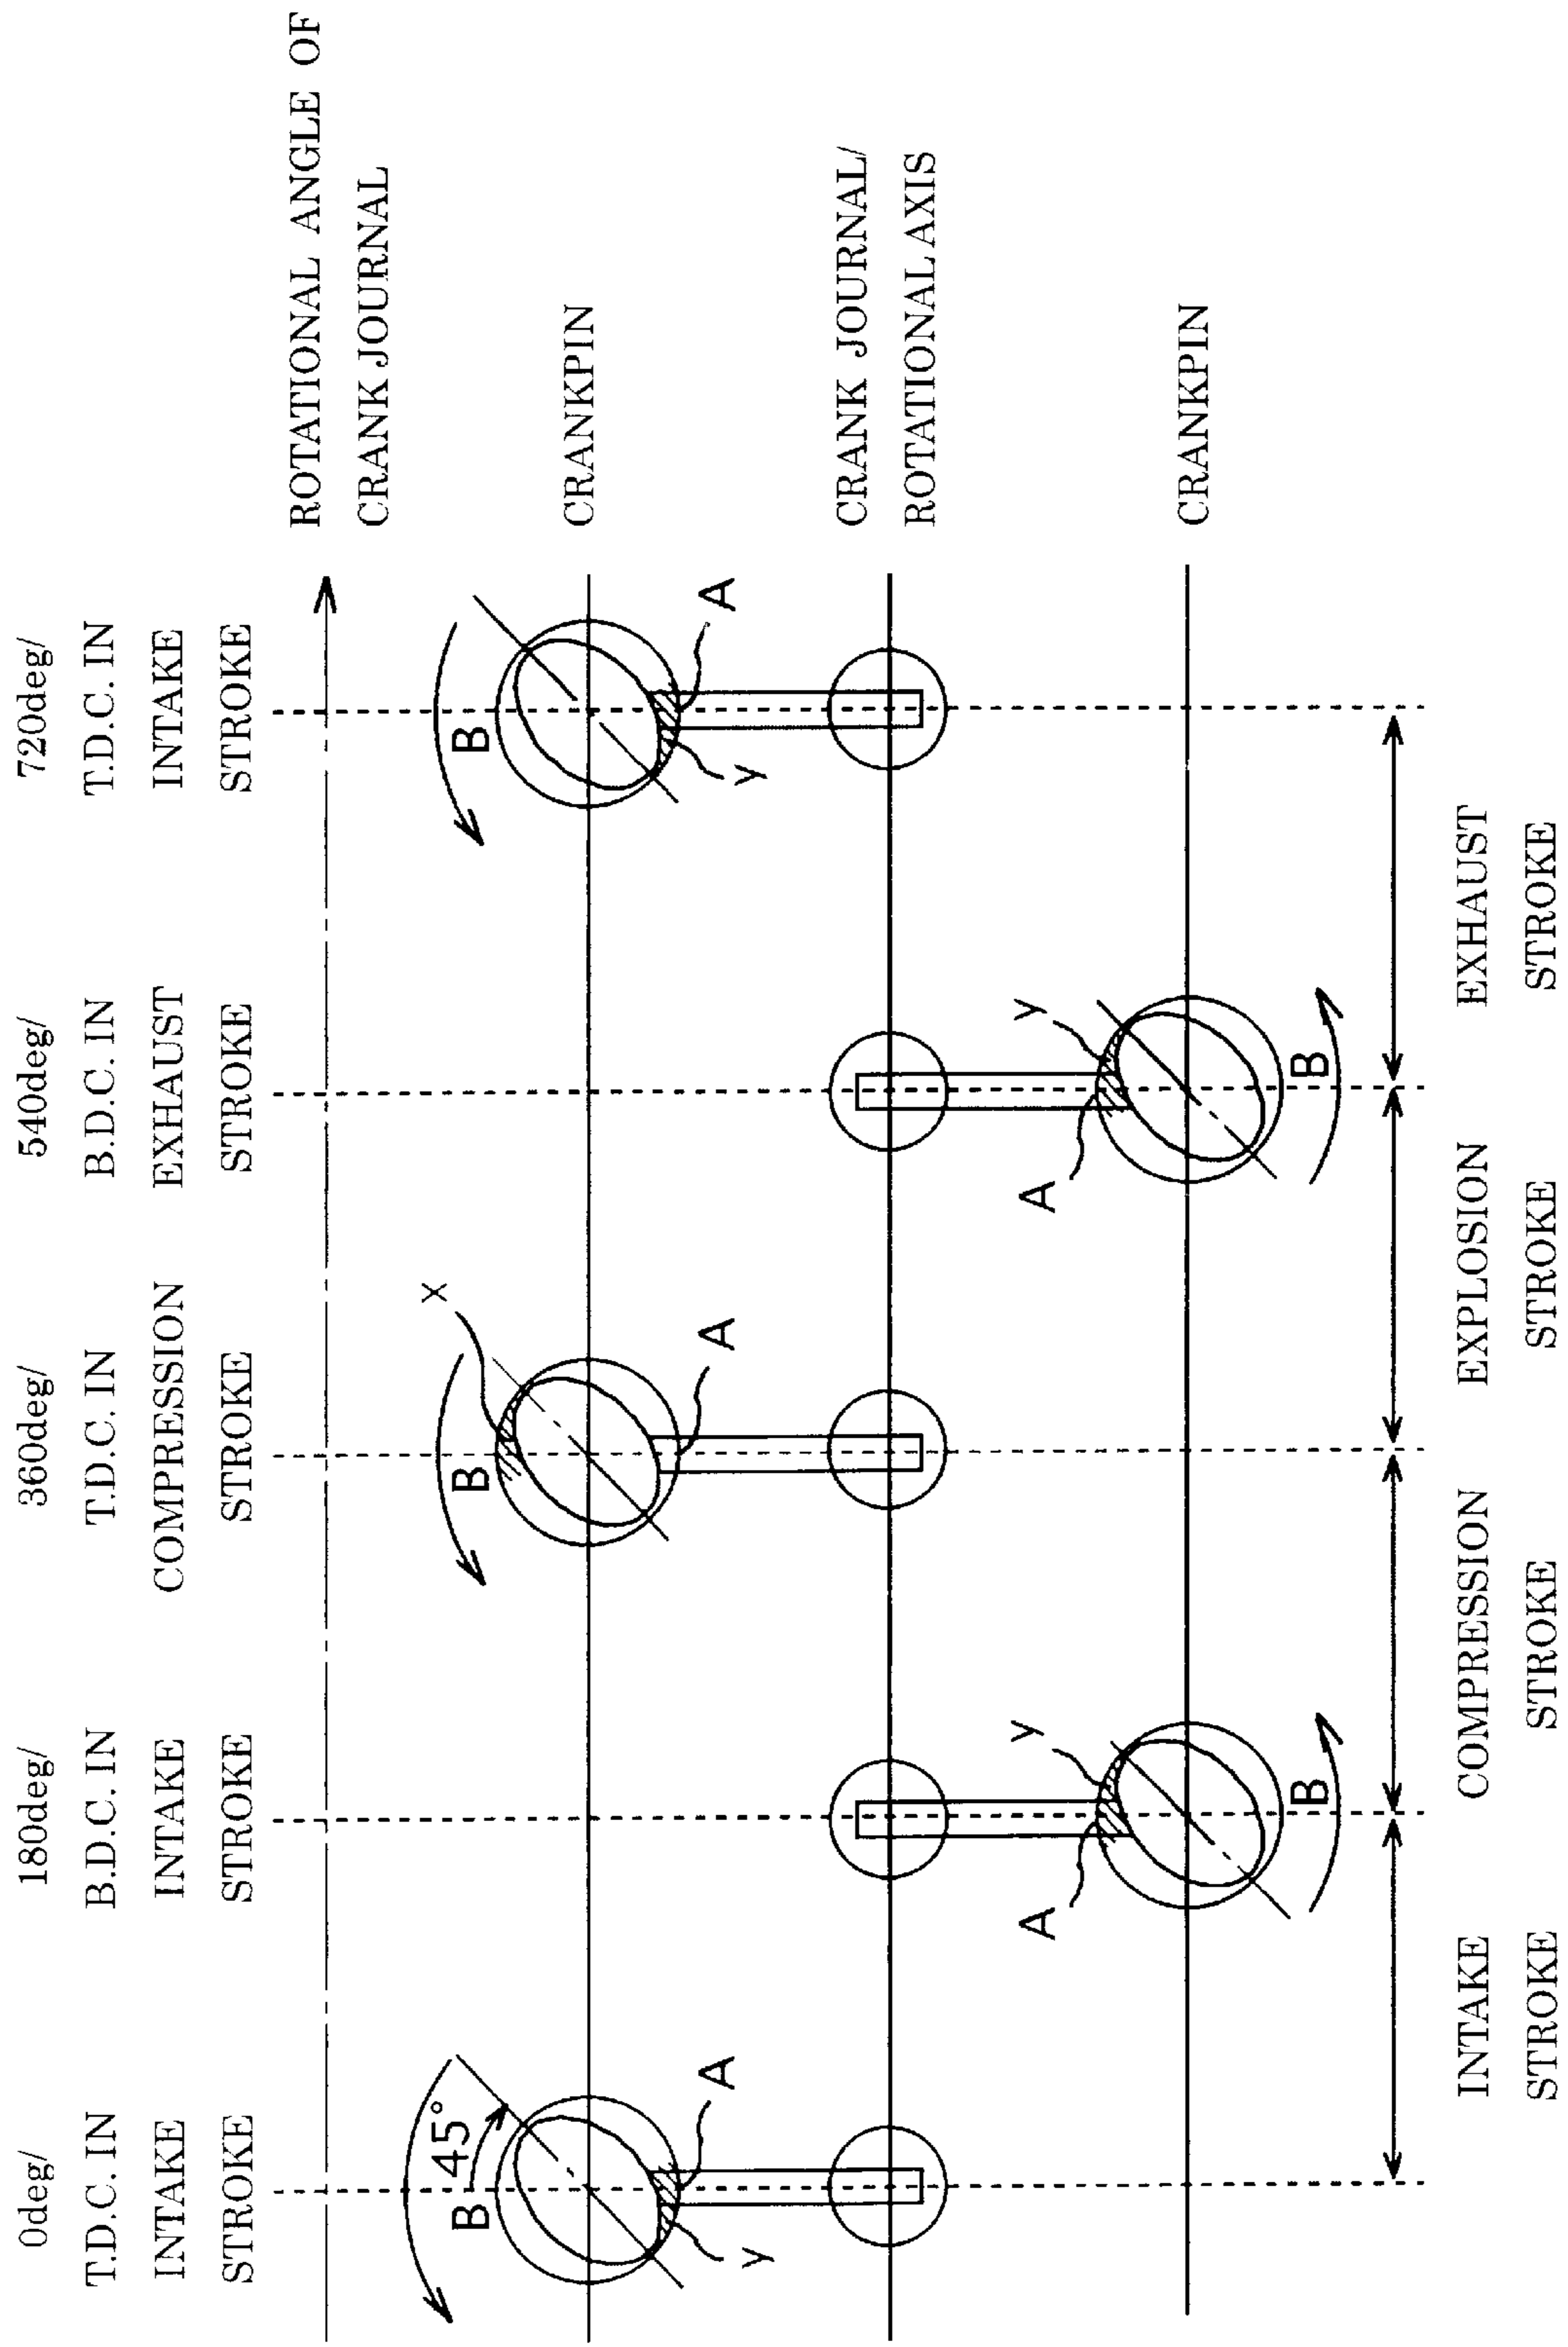 0deg/
T.D.C. IN
INTAKE
STROKE
180deg/
B.D.C. IN
INTAKE
STROKE
360deg/
T.D.C. IN
COMPRESSION
STROKE
540deg/
B.D.C. IN
EXHAUST
STROKE
720deg/
T.D.C. IN
INTAKE
STROKE
ROTATIONAL ANGLE OF
CRANK JOURNAL
B 45°
y
A
B
x
A
B
y
A
CRANKPIN
CRANK JOURNAL/
ROTATIONAL AXIS
A
y
B
A
y
B
CRANKPIN
INTAKE
STROKE
COMPRESSION
STROKE
EXPLOSION
STROKE
EXHAUST
STROKE